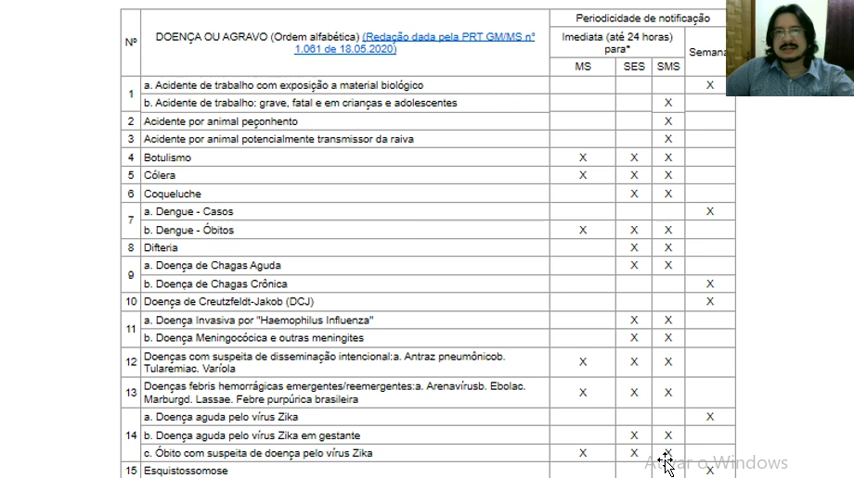 Nº
DOENÇA OU AGRAVO (Ordem alfabética) (Redação dada pela PRT GM/MS n°
1.061 de 18.05.2020)
Periodicidade de notificação
Imediata (até 24 horas)
para*
Semana
MS SES SMS
1 a. Acidente de trabalho com exposição a material biológico X
b. Acidente de trabalho: grave, fatal e em crianças e adolescentes X
2 Acidente por animal peçonhento X
3 Acidente por animal potencialmente transmissor da raiva X
4 Botulismo X X X
5 Cólera X X X
6 Coqueluche X X
7 a. Dengue - Casos X
b. Dengue - Óbitos X X X
8 Difteria X X
9 a. Doença de Chagas Aguda X X
b. Doença de Chagas Crônica X
10 Doença de Creutzfeldt-Jakob (DCJ) X
11 a. Doença Invasiva por "Haemophilus Influenza" X X
b. Doença Meningocócica e outras meningites X X
12 Doenças com suspeita de disseminação intencional:a. Antraz pneumônicob.
Tularemiac. Varíola X X X
13 Doenças febris hemorrágicas emergentes/reemergentes:a. Arenavírusb. Ebolac.
Marburgd. Lassae. Febre purpúrica brasileira X X X
14 a. Doença aguda pelo vírus Zika X
b. Doença aguda pelo vírus Zika em gestante X X
c. Óbito com suspeita de doença pelo vírus Zika X X X
Ativar o Windows
15 Esquistossomose X